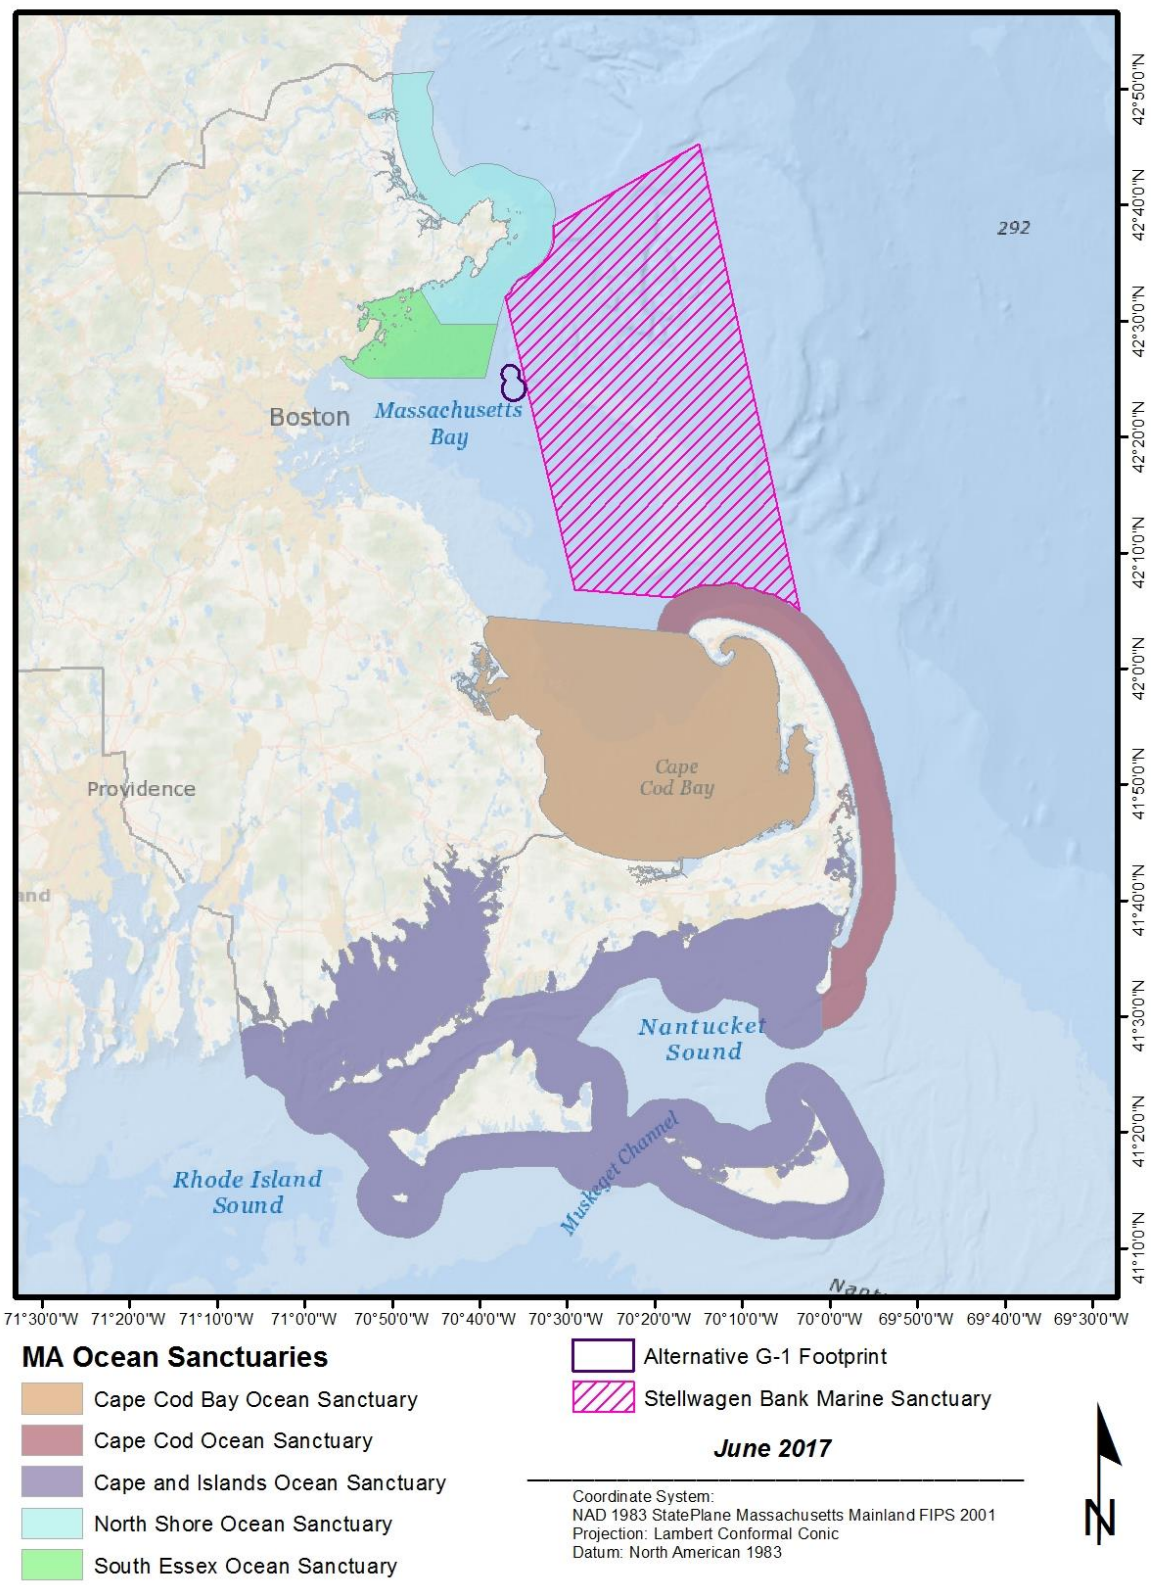 42°50'0"N
42°40'0"N
292
42°30'0"N
Boston
Massachusetts
Bay
42°20'0"N
42°10'0"N
42°0'0"N
Cape
Cod Bay
Providence
41°50'0"N
and
41°40'0"N
Nantucket
Sound
41°30'0"N
Muskeget Channel
41°20'0"N
Rhode Island
Sound
41°10'0"N
Nant
71°30'0"W 71°20'0"W 71°10'0"W 71°0'0"W 70°50'0"W 70°40'0"W 70°30'0"W 70°20'0"W 70°10'0"W 70°0'0"W 69°50'0"W 69°40'0"W 69°30'0"W
MA Ocean Sanctuaries
Cape Cod Bay Ocean Sanctuary
Cape Cod Ocean Sanctuary
Cape and Islands Ocean Sanctuary
North Shore Ocean Sanctuary
South Essex Ocean Sanctuary
Alternative G-1 Footprint
Stellwagen Bank Marine Sanctuary
June 2017
Coordinate System:
NAD 1983 StatePlane Massachusetts Mainland FIPS 2001
Projection: Lambert Conformal Conic
Datum: North American 1983
N